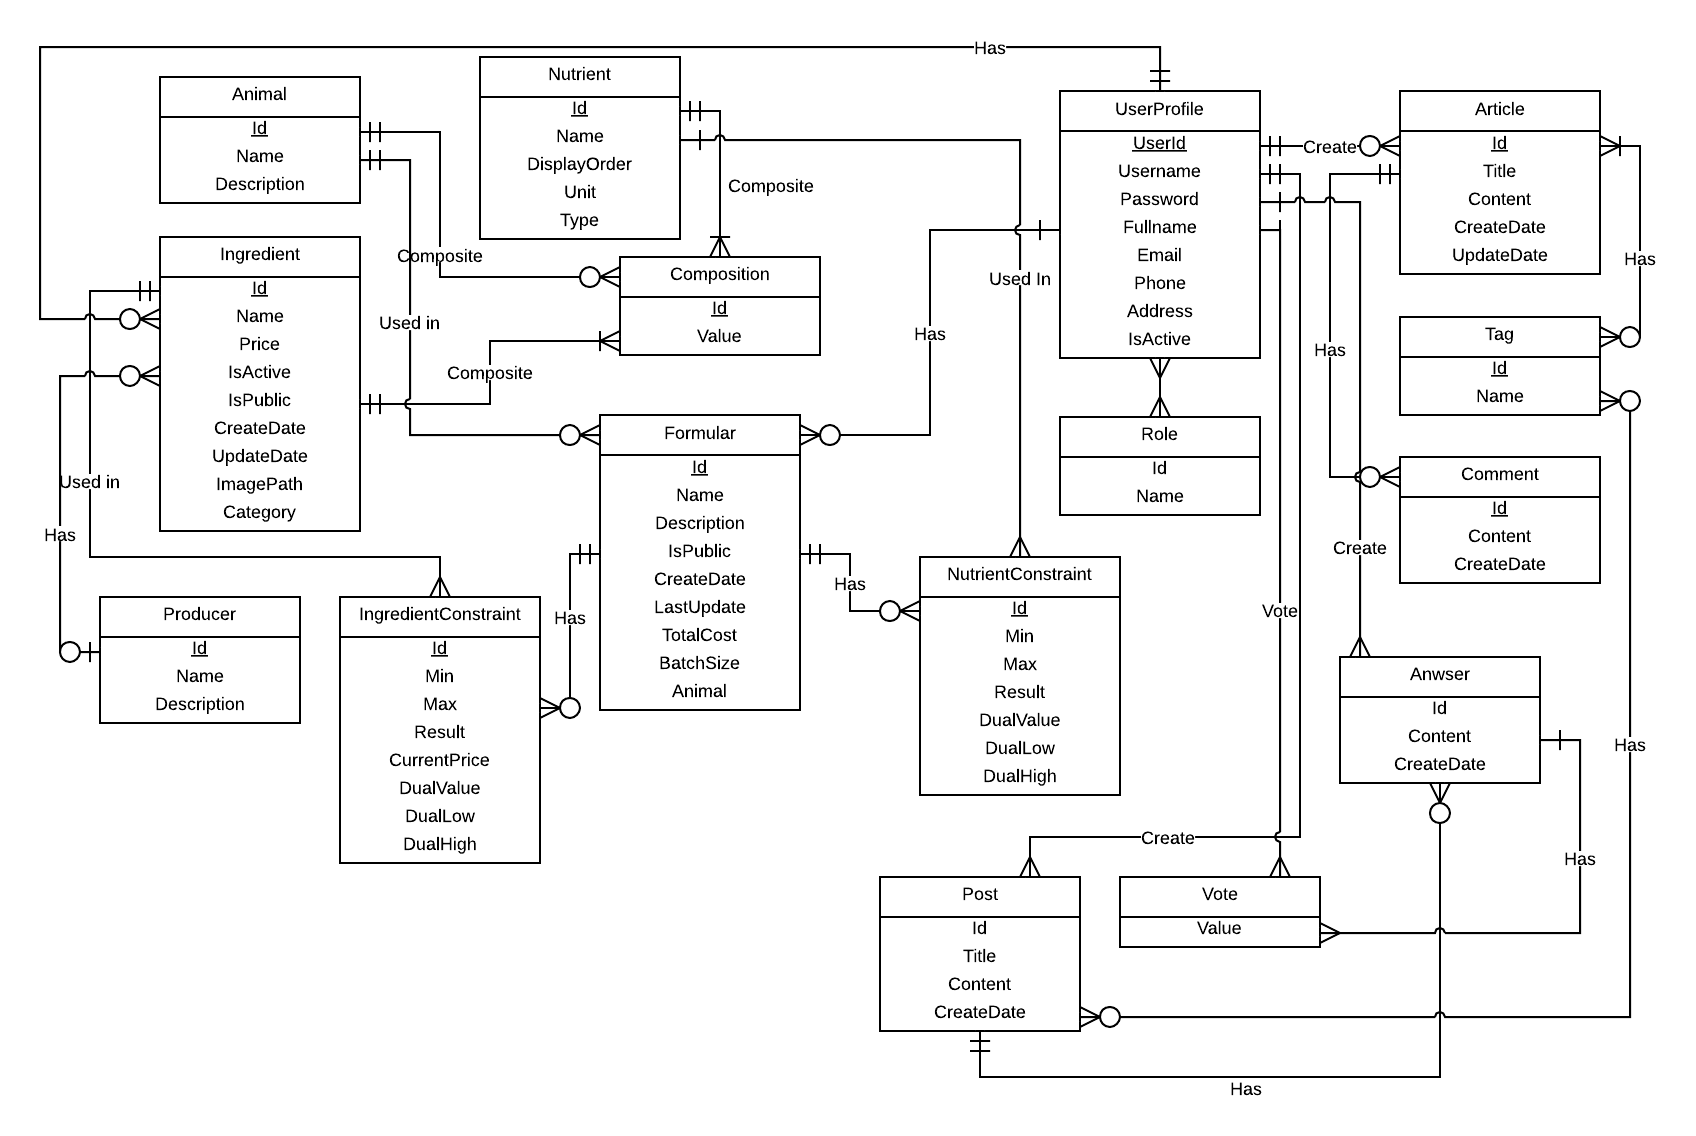 Has
Nutrient
Id
Name
DisplayOrder
Unit
Type
Animal
Id
Name
Description
UserProfile
UserId
Username
Password
Fullname
Email
Phone
Address
IsActive
Create
Article
Id
Title
Content
CreateDate
UpdateDate
Composite
Composite
Used in
Composite
Has
Used In
Has
Has
Ingredient
Id
Name
Price
IsActive
IsPublic
CreateDate
UpdateDate
ImagePath
Category
Composition
Id
Value
Tag
Id
Name
Formular
Id
Name
Description
IsPublic
CreateDate
LastUpdate
TotalCost
BatchSize
Animal
Role
Id
Name
Comment
Id
Content
CreateDate
Used in
Has
Has
Has
Create
Vote
Producer
Id
Name
Description
IngredientConstraint
Id
Min
Max
Result
CurrentPrice
DualValue
DualLow
DualHigh
NutrientConstraint
Id
Min
Max
Result
DualValue
DualLow
DualHigh
Anwser
Id
Content
CreateDate
Has
Has
Create
Post
Id
Title
Content
CreateDate
Vote
Value
Has